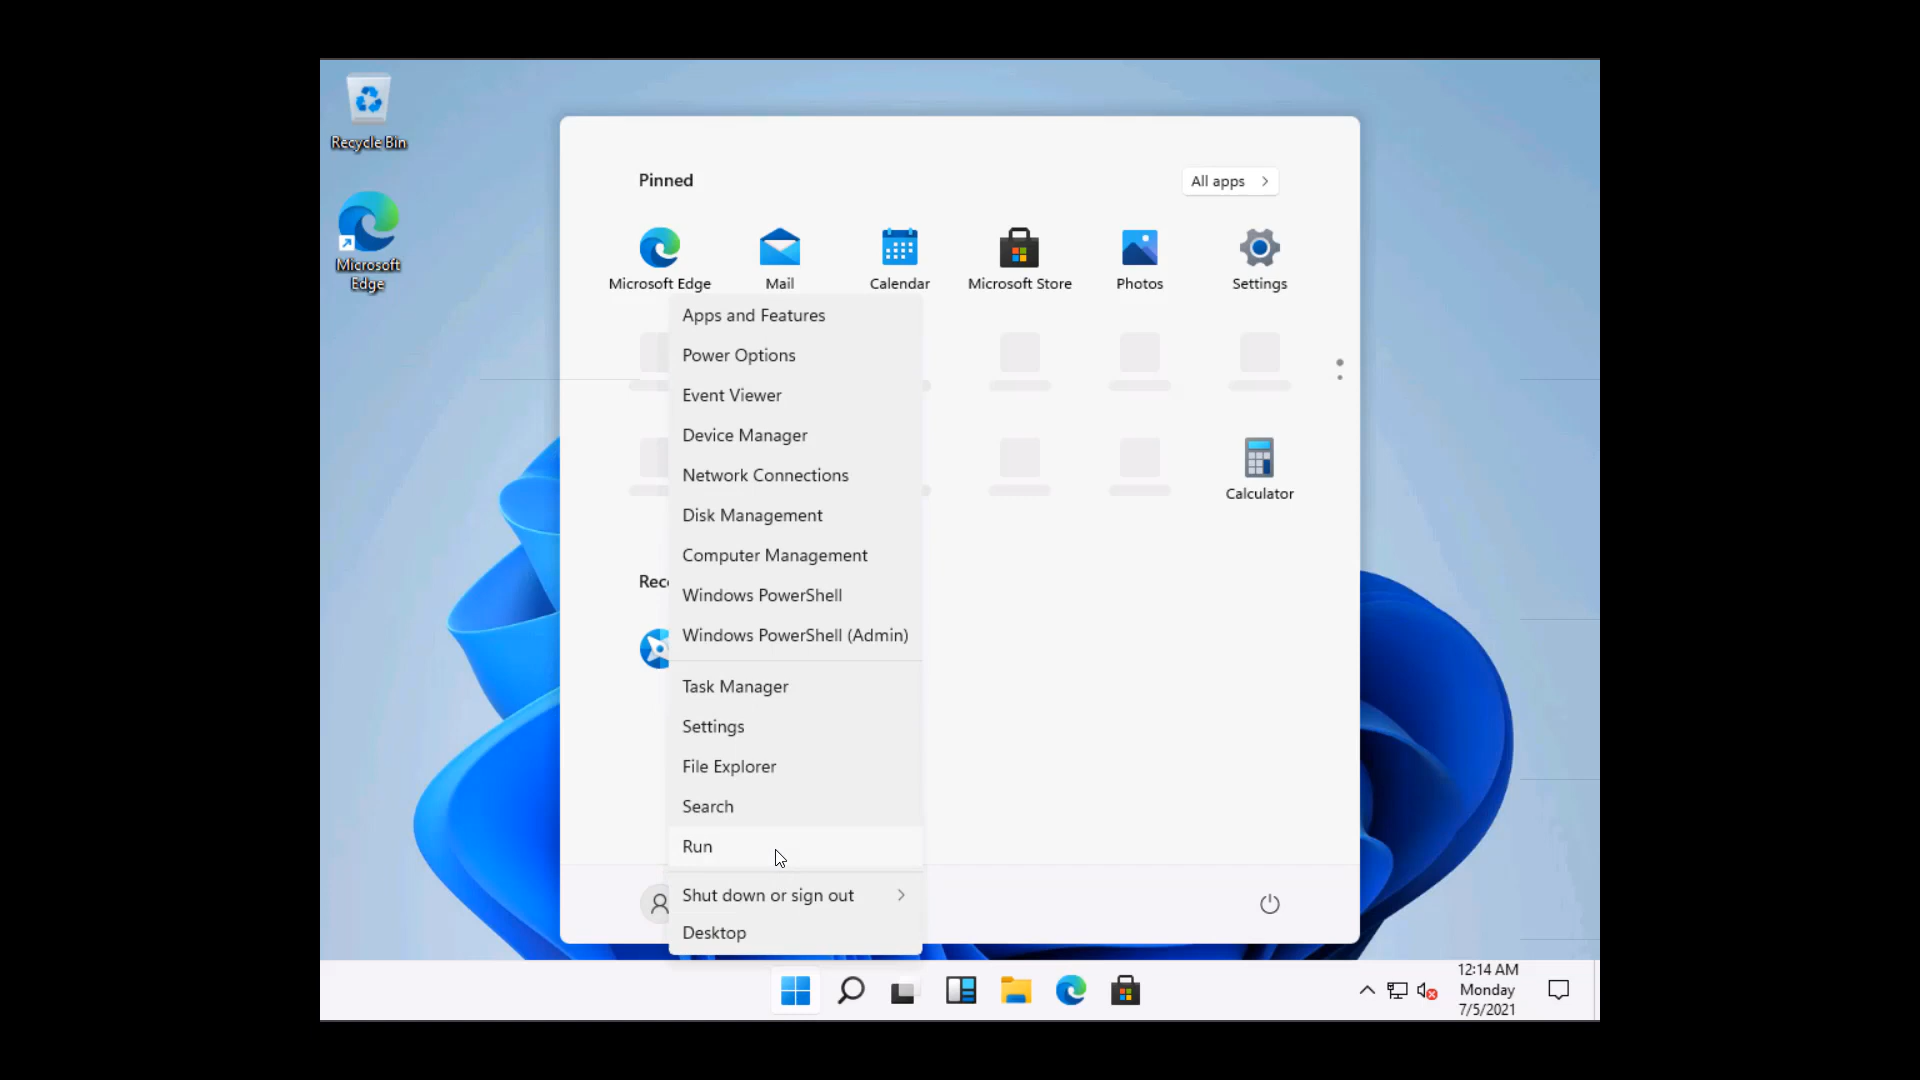 Recycle Bin
Microsoft
Edge
Pinned
All apps
Microsoft Edge
Mail
Calendar
Microsoft Store
Photos
Settings
Apps and Features
Power Options
Event Viewer
Device Manager
Network Connections
Calculator
Disk Management
Computer Management
Rec
Windows PowerShell
Windows PowerShell (Admin)
Task Manager
Settings
File Explorer
Search
Run
Shut down or sign out
Desktop
12:14 AM
Monday
7/5/2021